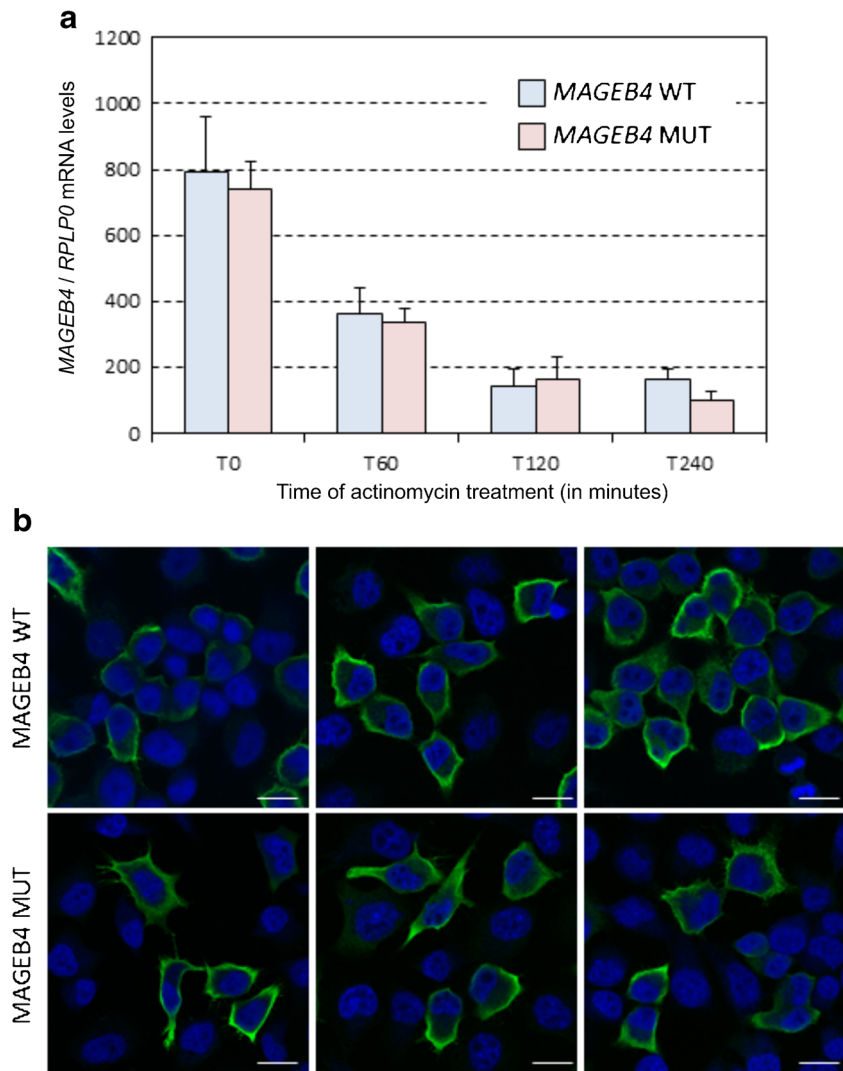 a
1200
1000
800
600
400
200
0
MAGEB4 / RPLP0 mRNA levels
MAGEB4 WT
MAGEB4 MUT
T0 T60 T120 T240
Time of actinomycin treatment (in minutes)
b
MAGEB4 WT
MAGEB4 MUT